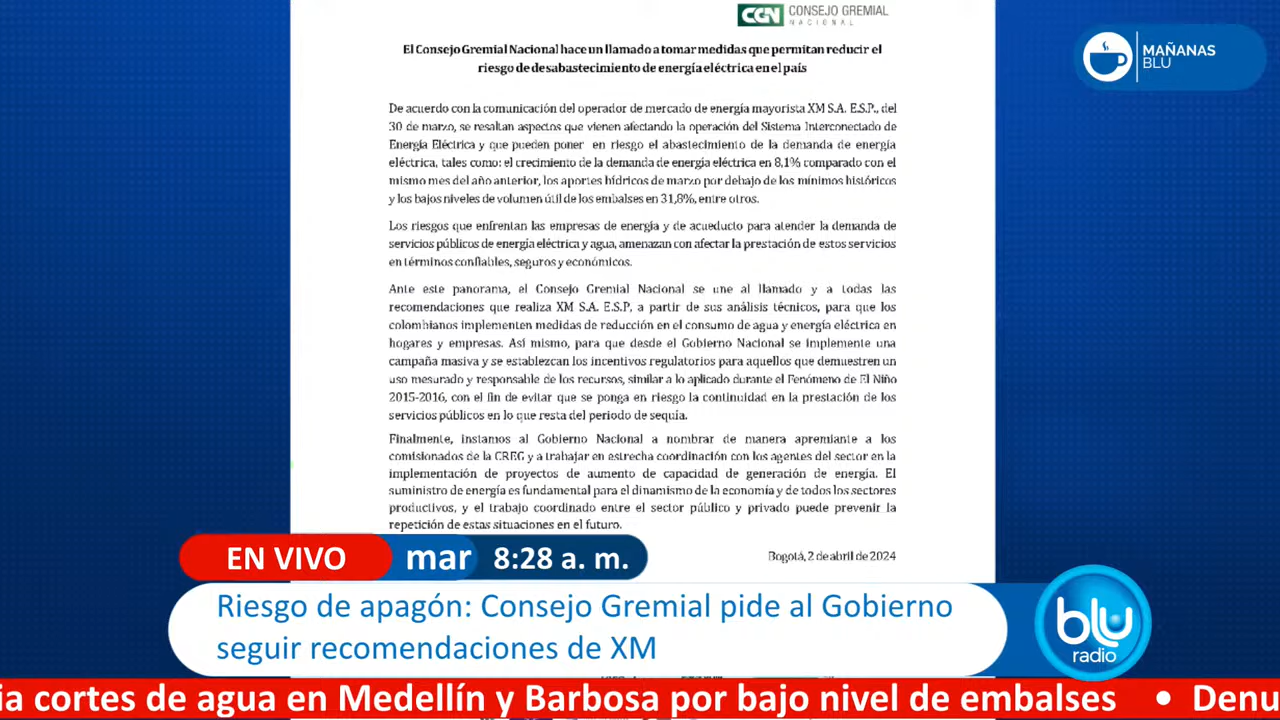 CGN CONSEJO GREMIAL
NACIONAL
MAÑANAS
BLU
El Consejo Gremial Nacional hace un llamado a tomar medidas que permitan reducir el
riesgo de desabastecimiento de energía eléctrica en el país
De acuerdo con la comunicación del operador de mercado de energía mayorista XM S.A. E.S.P., del
30 de marzo, se resaltan aspectos que vienen afectando la operación del Sistema Interconectado de
Energía Eléctrica y que pueden poner en riesgo el abastecimiento de la demanda de energía
eléctrica, tales como: el crecimiento de la demanda de energía eléctrica en 8,1% comparado con el
mismo mes del año anterior, los aportes hídricos de marzo por debajo de los mínimos históricos
y los bajos niveles de volumen útil de los embalses en 31,8%, entre otros.
Los riesgos que enfrentan las empresas de energía y de acueducto para atender la demanda de
servicios públicos de energía eléctrica y agua, amenazan con afectar la prestación de estos servicios
en términos confiables, seguros y económicos.
Ante este panorama, el Consejo Gremial Nacional se une al llamado y a todas las
recomendaciones que realiza XM S.A. E.S.P, a partir de sus análisis técnicos, para que los
colombianos implementen medidas de reducción en el consumo de agua y energía eléctrica en
hogares y empresas. Así mismo, para que desde el Gobierno Nacional se implemente una
campaña masiva y se establezcan los incentivos regulatorios para aquellos que demuestren un
uso mesurado y responsable de los recursos, similar a lo aplicado durante el Fenómeno de El Niño
2015-2016, con el fin de evitar que se ponga en riesgo la continuidad en la prestación de los
servicios públicos en lo que resta del periodo de sequía.
Finalmente, instamos al Gobierno Nacional a nombrar de manera apremiante a los
comisionados de la CREG y a trabajar en estrecha coordinación con los agentes del sector en la
implementación de proyectos de aumento de capacidad de generación de energía. El
suministro de energía es fundamental para el dinamismo de la economía y de todos los sectores
productivos, y el trabajo coordinado entre el sector público y privado puede prevenir la
repetición de estas situaciones en el futuro.
Bogotá, 2 de abril de 2024
EN VIVO mar 8:28 a. m.
Riesgo de apagón: Consejo Gremial pide al Gobierno
seguir recomendaciones de XM
blu
radio
ia cortes de agua en Medellín y Barbosa por bajo nivel de embalses • Denu